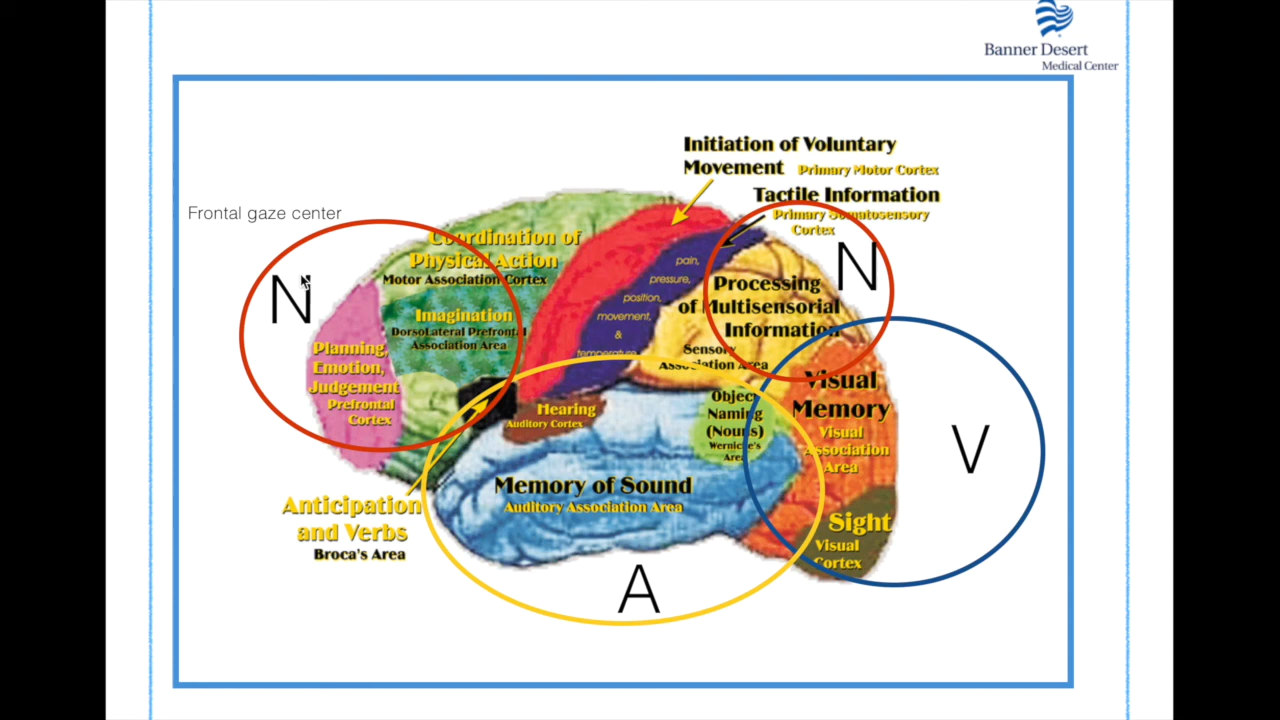 Banner Desert
Medical Center
Initiation of Voluntary
Movement Primary Motor Cortex
Tactile Information
Primary Somatosensory
Cortex
Frontal gaze center
Coordination of
Physical Action
Motor Association Cortex
N
N
pain,
pressure,
position,
movement,
&
temperature
Processing
of Multisensorial
Information
Sensory
Association Area
Imagination
DorsoLateral Prefrontal
Association Area
Planning,
Emotion,
Judgement
Prefrontal
Cortex
Hearing
Auditory Cortex
Object
Naming
(Nouns)
Wernicke's
Area
Visual
Memory
Visual
Association
Area
V
Memory of Sound
Auditory Association Area
Anticipation
and Verbs
Broca's Area
Sight
Visual
Cortex
A